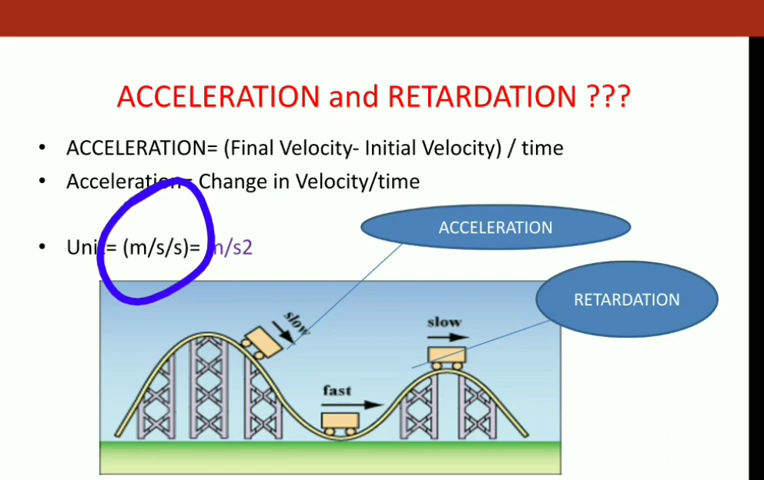 ACCELERATION and RETARDATION ???
• ACCELERATION= (Final Velocity- Initial Velocity) / time
• Acceleration= Change in Velocity/time
• Unit= (m/s/s)= m/s2
ACCELERATION
RETARDATION
slow
slow
fast